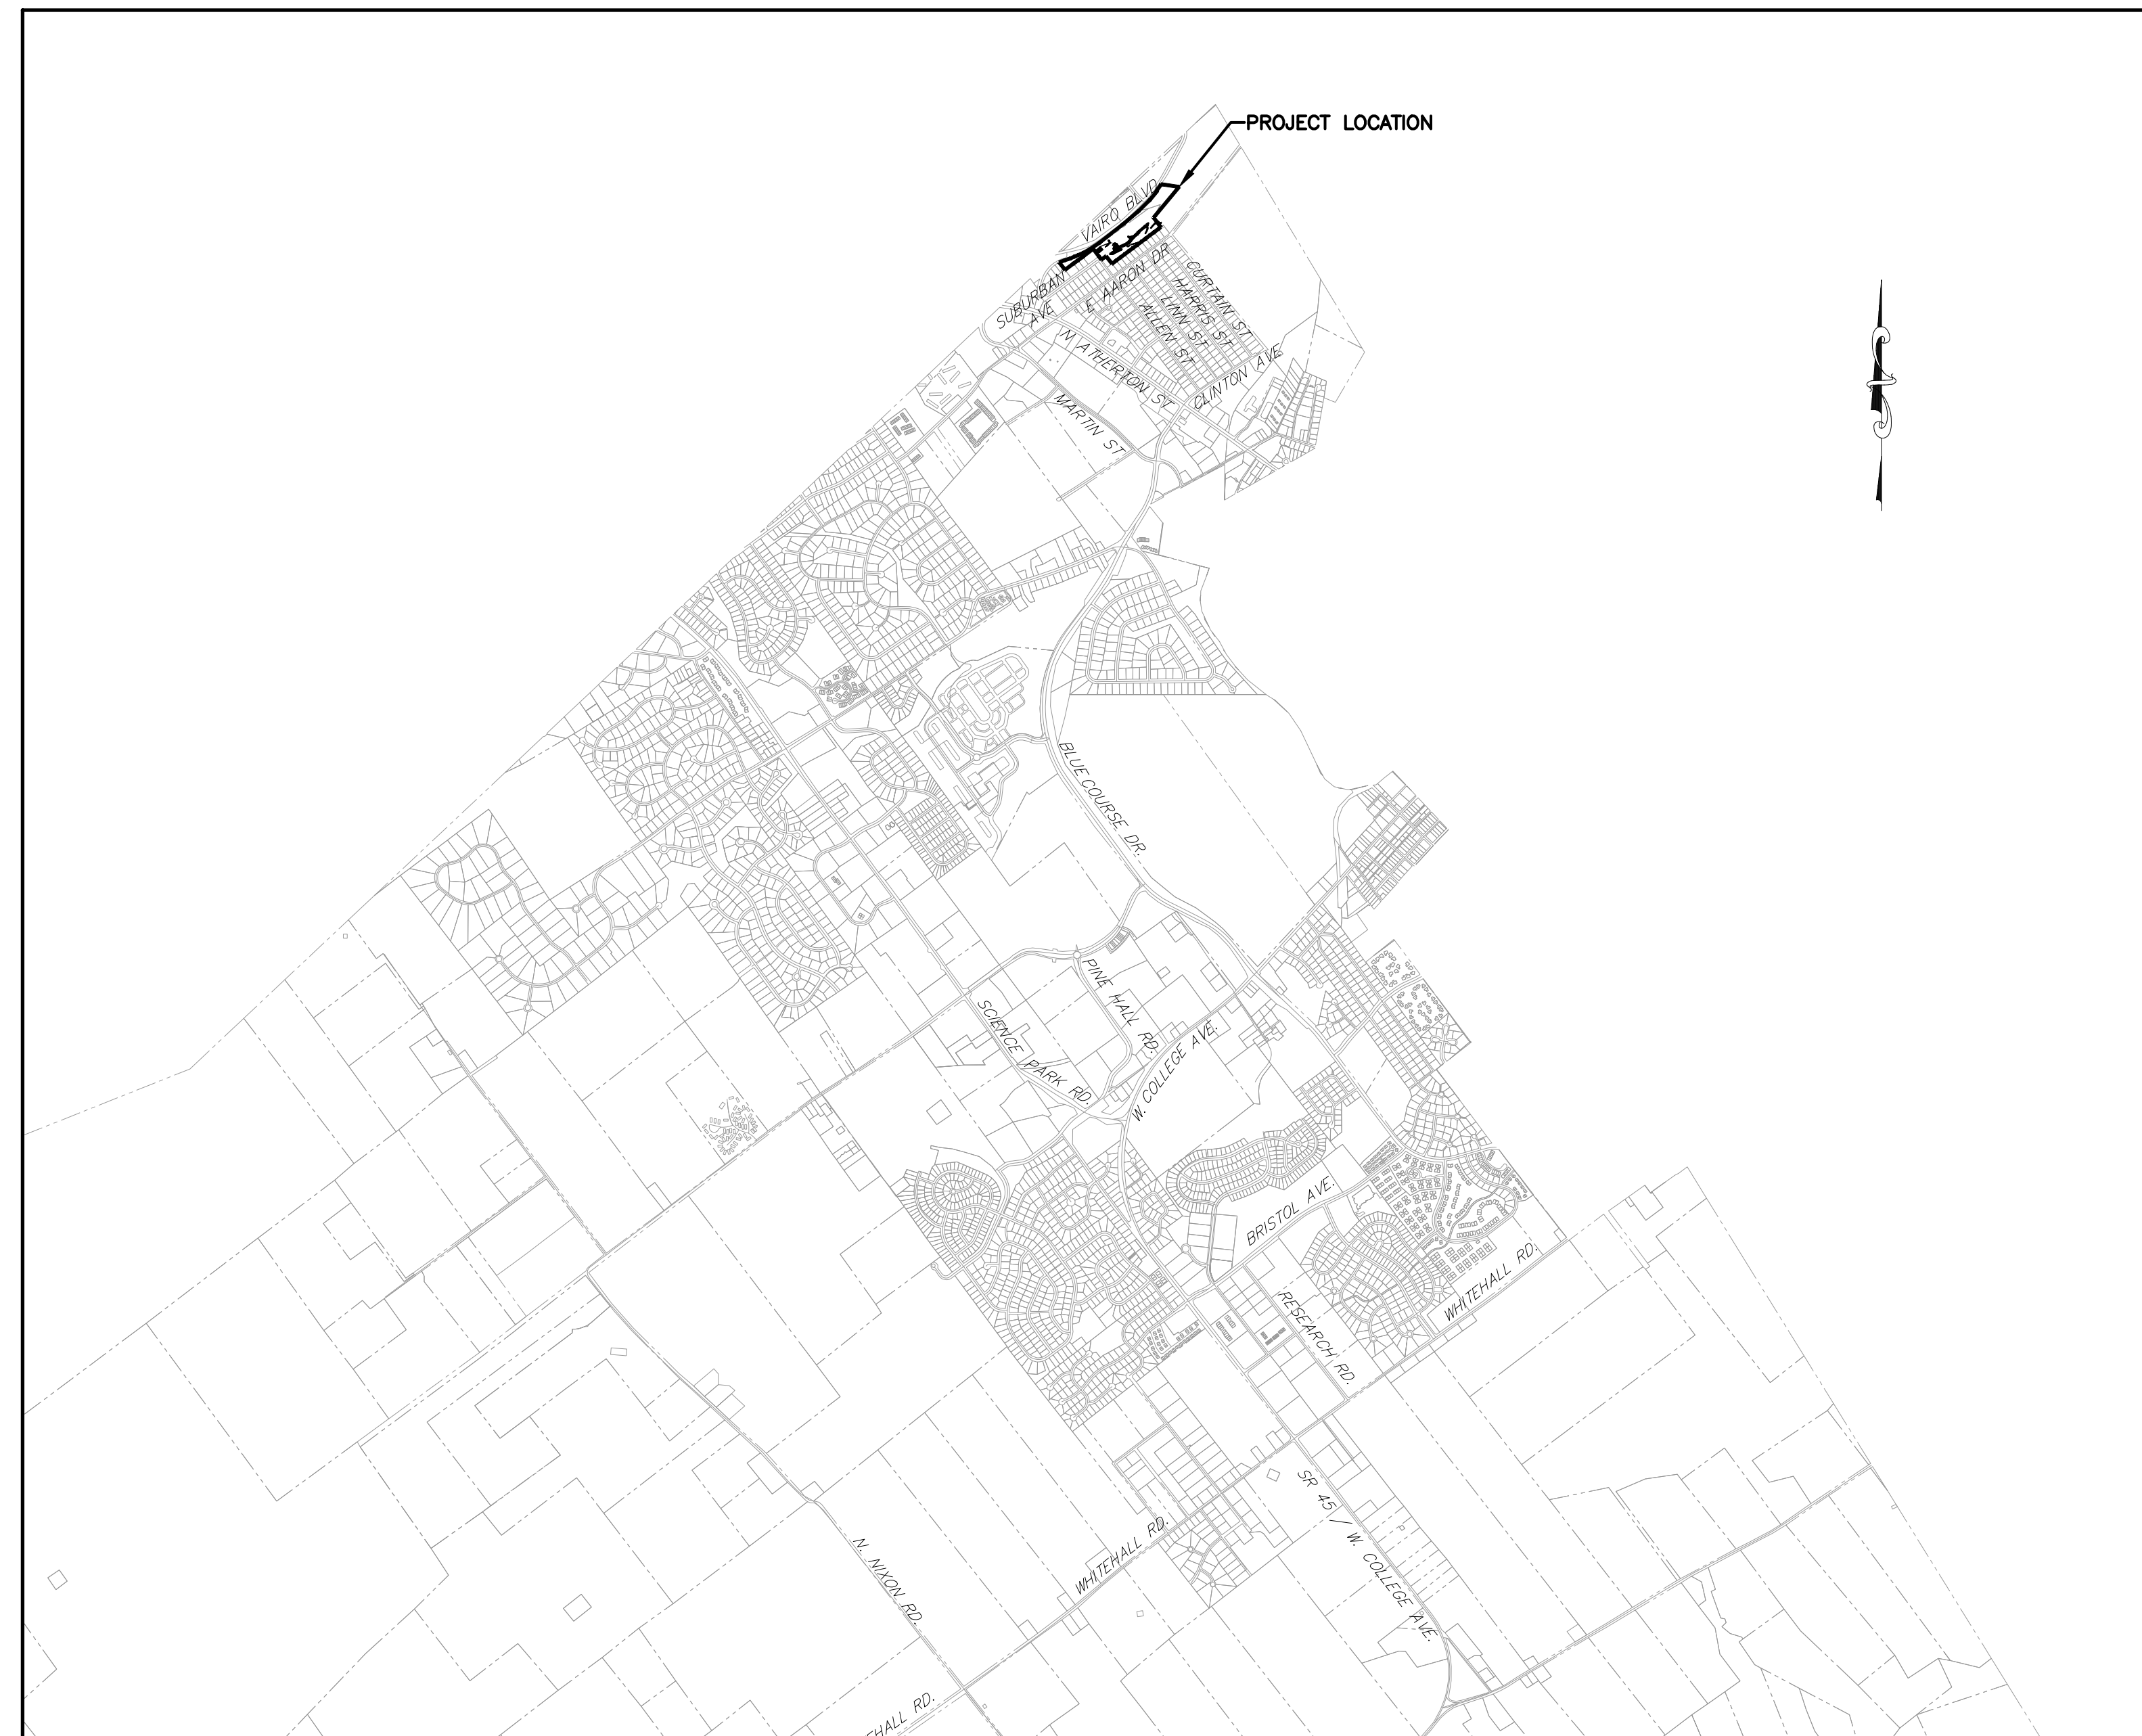 PROJECT LOCATION
VAIRO BLVD
SUBURBAN
AVE
E AARON DR
CURTAIN ST
HARRIS ST
LINN ST
ALLEN ST
N ATHERTON ST
CLINTON AVE
MARTIN ST
BLUE COURSE DR.
PINE HALL RD.
SCIENCE PARK RD.
W. COLLEGE AVE.
BRISTOL AVE.
WHITEHALL RD.
RESEARCH RD.
SR 45 / W. COLLEGE AVE.
WHITEHALL RD.
N. NIXON RD.
EHALL RD.